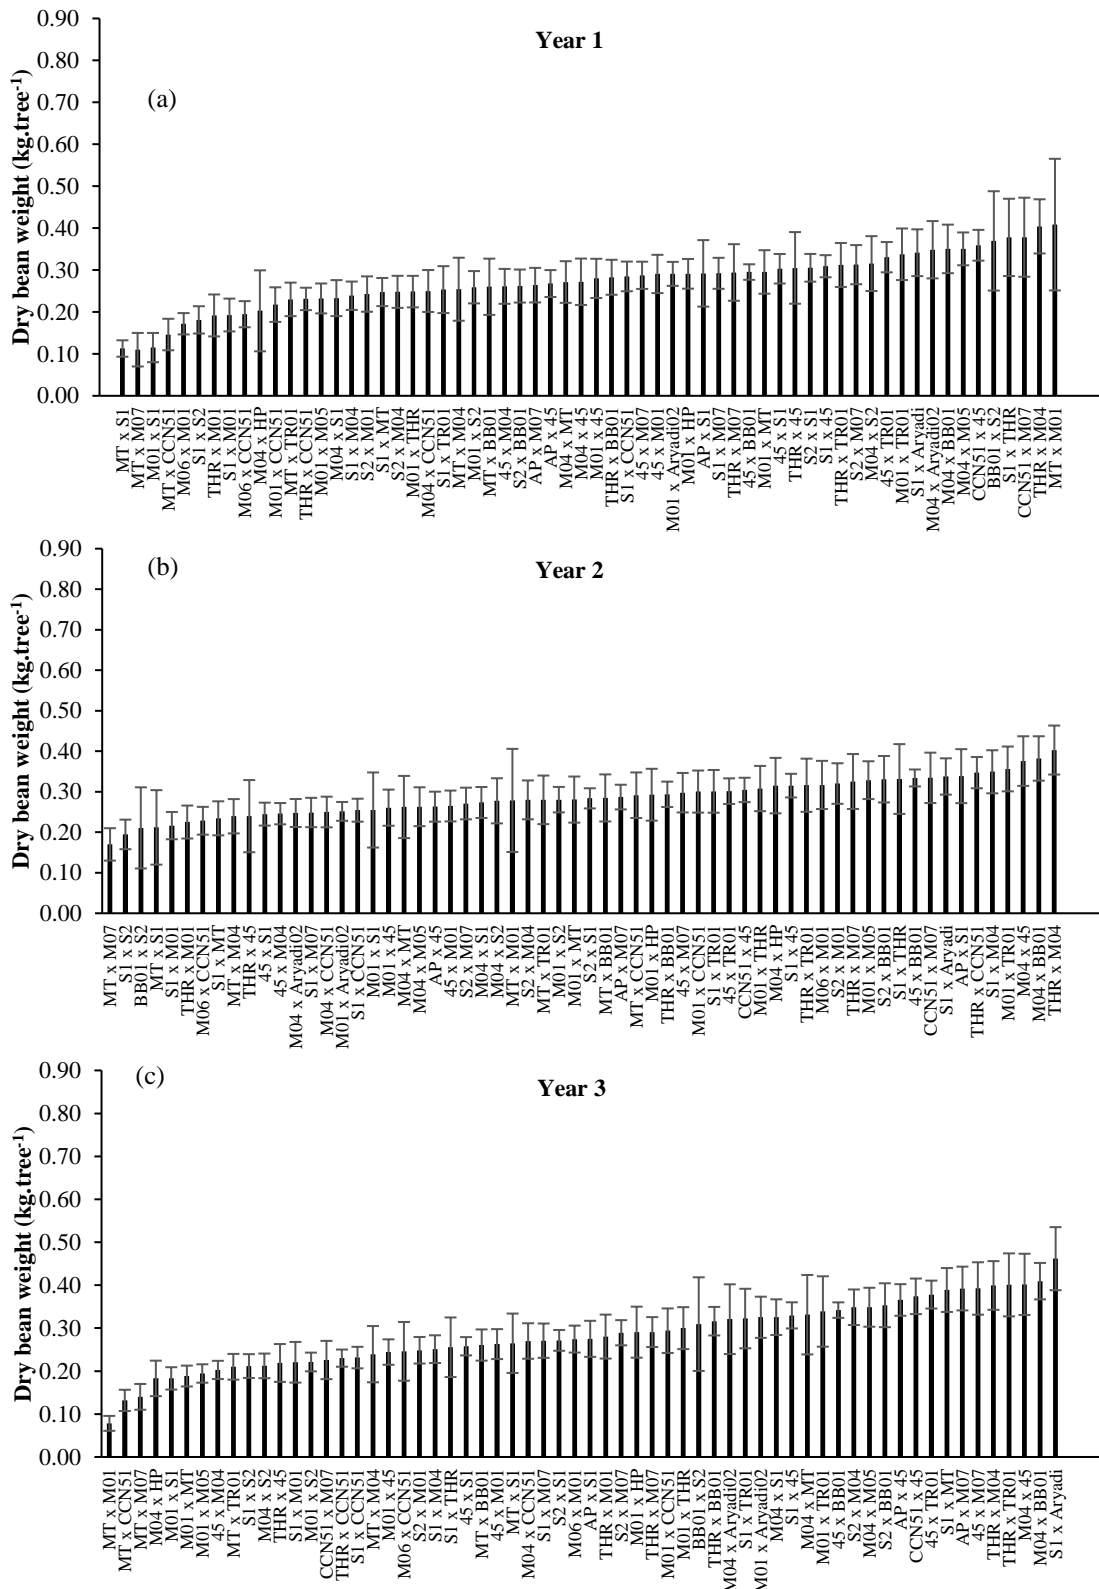 Year 1
(a)
Dry bean weight (kg.tree-1)
0.90
0.80
0.70
0.60
0.50
0.40
0.30
0.20
0.10
0.00
MT x S1
MT x M07
M01 x S1
MT x CCN51
M06 x M01
S1 x S2
THR x M01
S1 x M01
M06 x CCN51
M04 x HP
M01 x CCN51
MT x TR01
THR x CCN51
M01 x M05
M04 x S1
S1 x M04
S2 x M01
S1 x MT
S2 x M04
M01 x THR
M04 x CCN51
S1 x TR01
MT x M04
M01 x S2
MT x BB01
45 x M04
S2 x BB01
AP x M07
AP x 45
M04 x MT
M04 x 45
M01 x 45
THR x BB01
S1 x CCN51
45 x M07
45 x M01
M01 x Aryadi02
M01 x HP
AP x S1
S1 x M07
THR x M07
45 x BB01
M01 x MT
45 x S1
THR x 45
S2 x S1
S1 x 45
THR x TR01
S2 x M07
M04 x S2
45 x TR01
M01 x TR01
S1 x Aryadi
M04 x Aryadi02
M04 x BB01
M04 x M05
CCN51 x 45
BB01 x S2
S1 x THR
CCN51 x M07
THR x M04
MT x M01
Year 2
(b)
Dry bean weight (kg.tree-1)
0.90
0.80
0.70
0.60
0.50
0.40
0.30
0.20
0.10
0.00
MT x M07
S1 x S2
BB01 x S2
MT x S1
S1 x M01
THR x M01
M06 x CCN51
S1 x MT
MT x M04
THR x 45
45 x S1
45 x M04
M04 x Aryadi02
S1 x M07
M04 x CCN51
M01 x Aryadi02
S1 x CCN51
M01 x S1
M01 x 45
M04 x MT
M04 x M05
AP x 45
45 x M01
S2 x M07
M04 x S1
M04 x S2
MT x M01
S2 x M04
MT x TR01
M01 x S2
M01 x MT
S2 x S1
MT x BB01
AP x M07
MT x CCN51
M01 x HP
THR x BB01
45 x M07
M01 x CCN51
S1 x TR01
45 x TR01
CCN51 x 45
M01 x THR
M04 x HP
S1 x 45
THR x TR01
M06 x M01
S2 x M01
THR x M07
M01 x M05
S2 x BB01
S1 x THR
45 x BB01
CCN51 x M07
S1 x Aryadi
AP x S1
THR x CCN51
S1 x M04
M01 x TR01
M04 x 45
M04 x BB01
THR x M04
Year 3
(c)
Dry bean weight (kg.tree-1)
0.90
0.80
0.70
0.60
0.50
0.40
0.30
0.20
0.10
0.00
MT x M01
MT x CCN51
MT x M07
M04 x HP
M01 x S1
M01 x MT
M01 x M05
45 x M04
MT x TR01
S1 x S2
M04 x S2
THR x 45
S1 x M01
M01 x S2
CCN51 x M07
THR x CCN51
S1 x CCN51
MT x M04
M01 x 45
M06 x CCN51
S2 x M01
S1 x M04
S1 x THR
45 x S1
MT x BB01
45 x M01
MT x S1
M04 x CCN51
S1 x M07
S2 x S1
M06 x M01
AP x S1
THR x M01
S2 x M07
M01 x HP
THR x M07
M01 x CCN51
M01 x THR
BB01 x S2
THR x BB01
M04 x Aryadi02
S1 x TR01
M01 x Aryadi02
M04 x S1
S1 x 45
M04 x MT
M01 x TR01
45 x BB01
S2 x M04
M04 x M05
S2 x BB01
AP x 45
CCN51 x 45
45 x TR01
S1 x MT
AP x M07
45 x M07
THR x M04
THR x TR01
M04 x 45
M04 x BB01
S1 x Aryadi